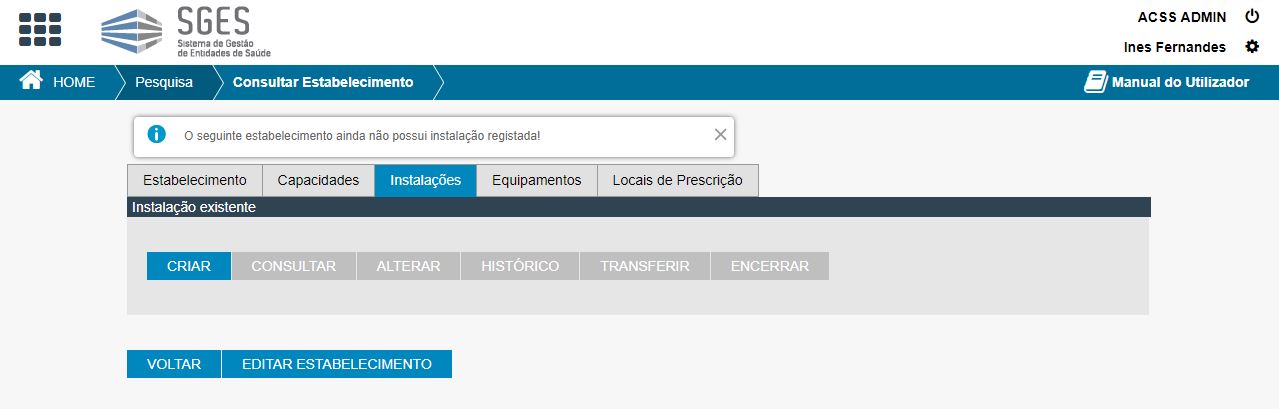 SGES
Sistema de Gestão
de Entidades de Saúde
ACSS ADMIN
Ines Fernandes
HOME
Pesquisa
Consultar Estabelecimento
Manual do Utilizador
O seguinte estabelecimento ainda não possui instalação registada!
Estabelecimento
Capacidades
Instalações
Equipamentos
Locais de Prescrição
Instalação existente
CRIAR
CONSULTAR
ALTERAR
HISTÓRICO
TRANSFERIR
ENCERRAR
VOLTAR
EDITAR ESTABELECIMENTO